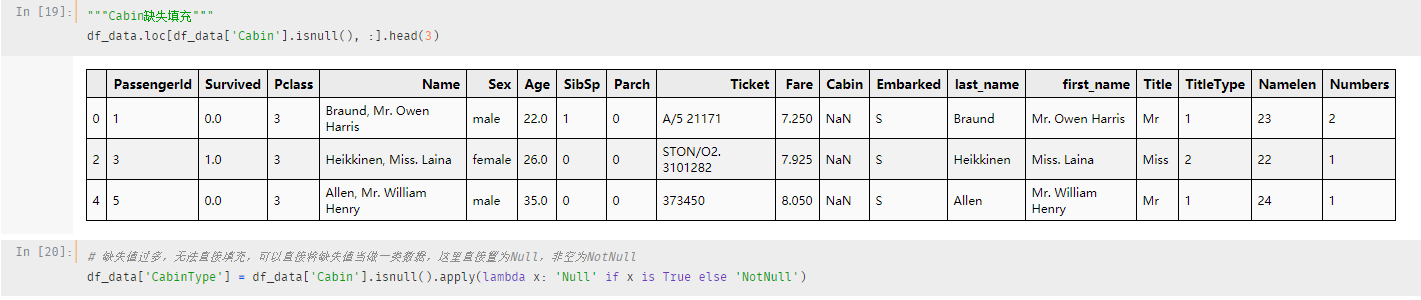 In [19]:
"""Cabin缺失填充"""
df_data.loc[df_data['Cabin'].isnull(), :].head(3)
PassengerId Survived Pclass Name Sex Age SibSp Parch Ticket Fare Cabin Embarked last_name first_name Title TitleType Namelen Numbers
0 1 0.0 3 Braund, Mr. Owen Harris male 22.0 1 0 A/5 21171 7.250 NaN S Braund Mr. Owen Harris Mr 1 23 2
2 3 1.0 3 Heikkinen, Miss. Laina female 26.0 0 0 STON/O2. 3101282 7.925 NaN S Heikkinen Miss. Laina Miss 2 22 1
4 5 0.0 3 Allen, Mr. William Henry male 35.0 0 0 373450 8.050 NaN S Allen Mr. William Henry Mr 1 24 1
In [20]:
# 缺失值过多，无法直接填充，可以直接将缺失值当做一类数据，这里直接置为Null，非空为NotNull
df_data['CabinType'] = df_data['Cabin'].isnull().apply(lambda x: 'Null' if x is True else 'NotNull')